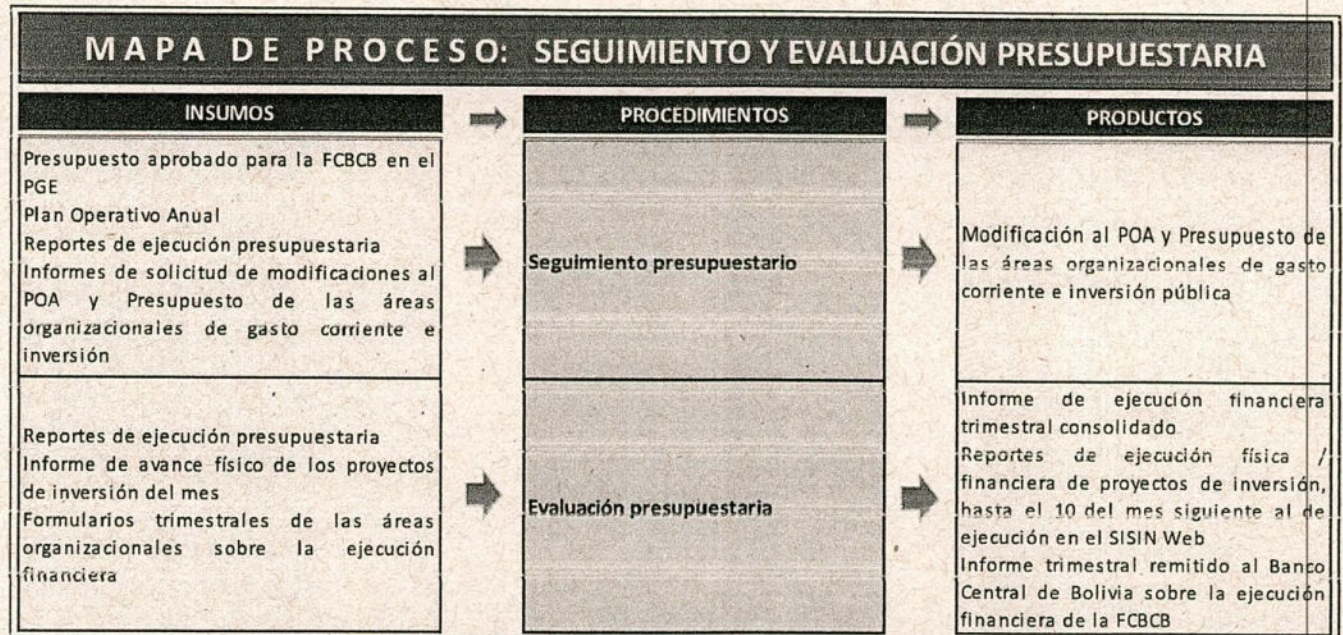 MAPA DE PROCESO: SEGUIMIENTO Y EVALUACIÓN PRESUPUESTARIA
INSUMOS
PROCEDIMIENTOS
PRODUCTOS
Presupuesto aprobado para la FCBCB en el
PGE
Plan Operativo Anual
Reportes de ejecución presupuestaria
Informes de solicitud de modificaciones al
POA y Presupuesto de las áreas
organizacionales de gasto corriente e
inversión
Seguimiento presupuestario
Modificación al POA y Presupuesto de
las áreas organizacionales de gasto
corriente e inversión pública
Reportes de ejecución presupuestaria
Informe de avance físico de los proyectos
de inversión del mes
Formularios trimestrales de las áreas
organizacionales sobre la ejecución
financiera
Evaluación presupuestaria
Informe de ejecución financiera
trimestral consolidado
Reportes de ejecución física /
financiera de proyectos de inversión,
hasta el 10 del mes siguiente al de
ejecución en el SISIN Web
Informe trimestral remitido al Banco
Central de Bolivia sobre la ejecución
financiera de la FCBCB